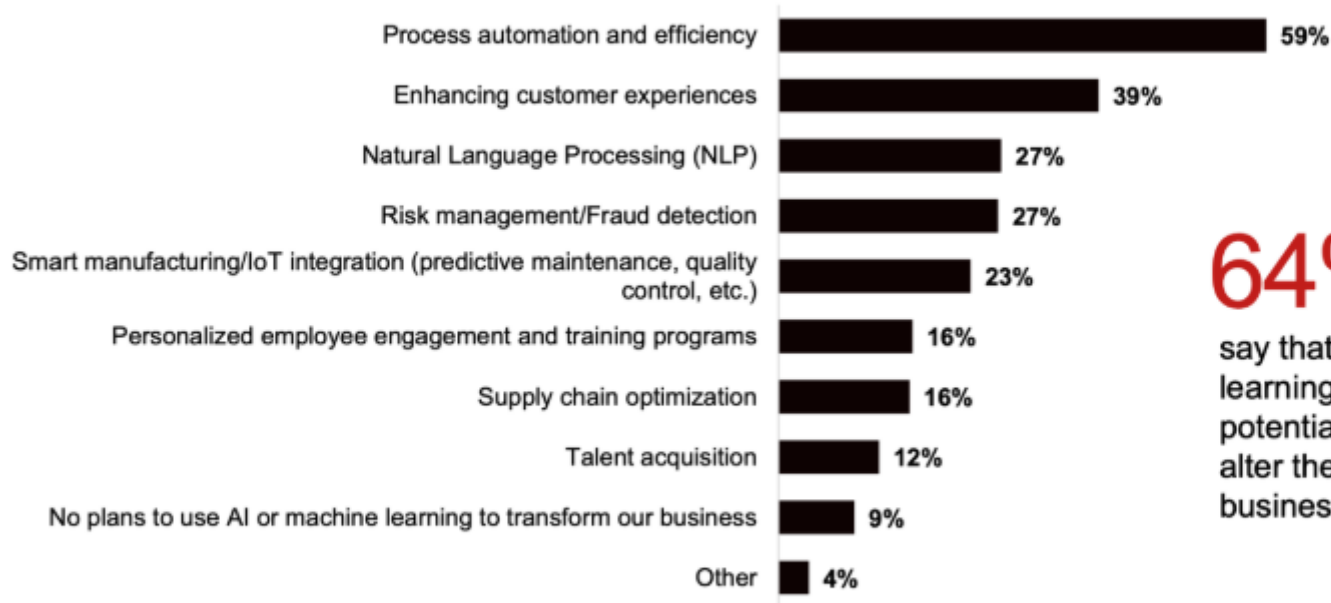 Process automation and efficiency 59%
Enhancing customer experiences 39%
Natural Language Processing (NLP) 27%
Risk management/Fraud detection 27%
Smart manufacturing/IoT integration (predictive maintenance, quality
control, etc.) 23%
Personalized employee engagement and training programs 16%
Supply chain optimization 16%
Talent acquisition 12%
No plans to use AI or machine learning to transform our business 9%
Other 4%
64
say that
learning
alter the